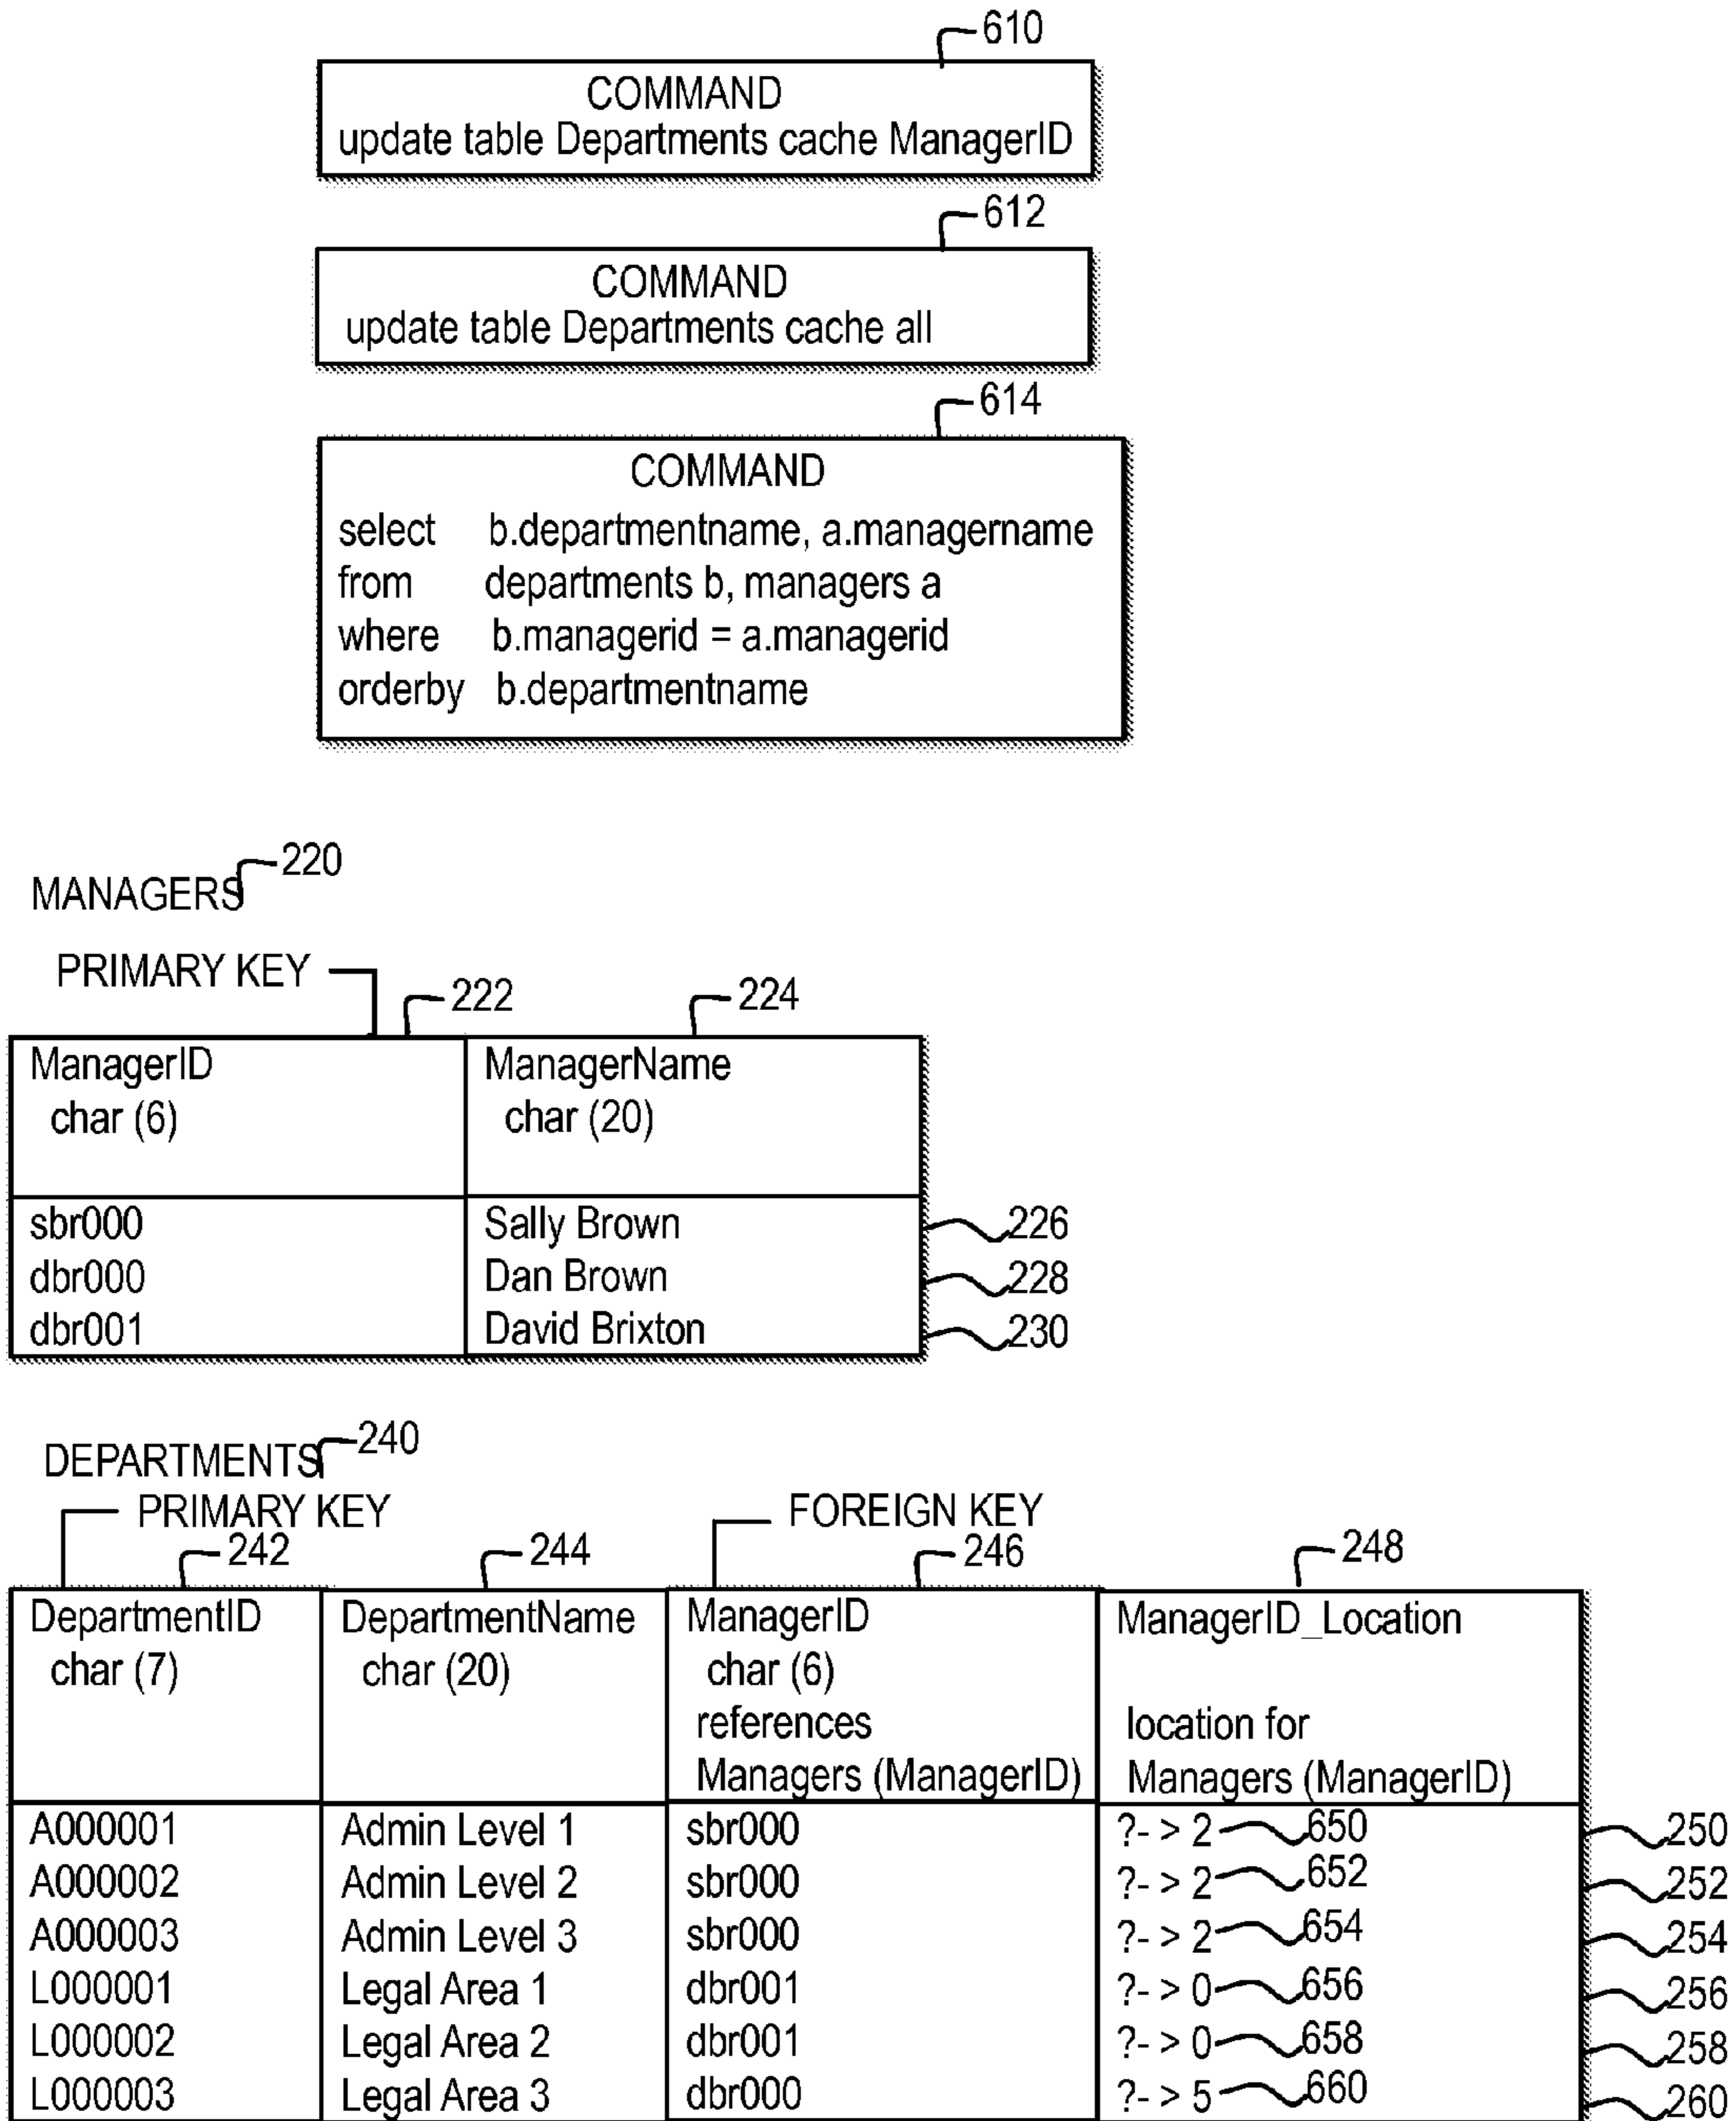 610
COMMAND
update table Departments cache ManagerID
612
COMMAND
update table Departments cache all
614
COMMAND
select b.departmentname, a.managername
from departments b, managers a
where b.managerid = a.managerid
orderby b.departmentname
220
MANAGERS
PRIMARY KEY
222 224
ManagerID ManagerName
char (6) char (20)
sbr000 Sally Brown 226
dbr000 Dan Brown 228
dbr001 David Brixton 230
240
DEPARTMENTS
PRIMARY KEY FOREIGN KEY
242 244 246 248
DepartmentID DepartmentName ManagerID ManagerID_Location
char (7) char (20) char (6)
references location for
Managers (ManagerID) Managers (ManagerID)
A000001 Admin Level 1 sbr000 ?- > 2 650 250
A000002 Admin Level 2 sbr000 ?- > 2 652 252
A000003 Admin Level 3 sbr000 ?- > 2 654 254
L000001 Legal Area 1 dbr001 ?- > 0 656 256
L000002 Legal Area 2 dbr001 ?- > 0 658 258
L000003 Legal Area 3 dbr000 ?- > 5 660 260